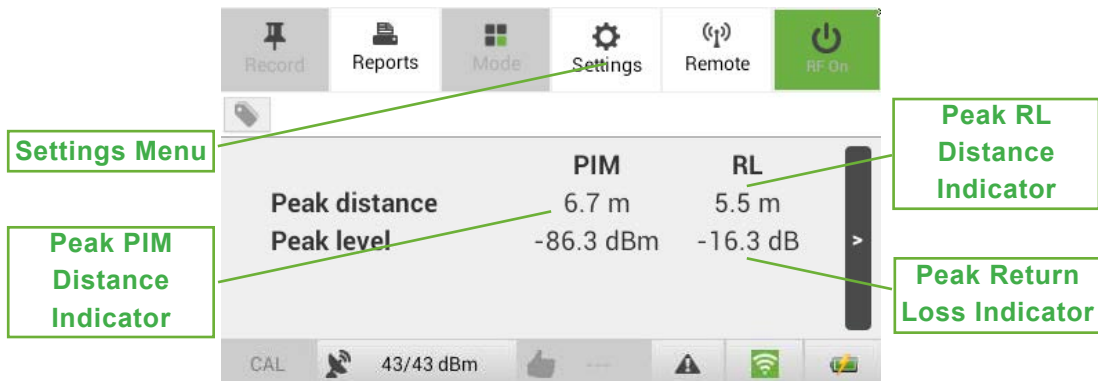 Record
Reports
Mode
Settings
Remote
RF On
Settings Menu
Peak RL
Distance
Indicator
PIM RL
Peak distance 6.7 m 5.5 m
Peak level -86.3 dBm -16.3 dB >
Peak PIM
Distance
Indicator
Peak Return
Loss Indicator
CAL 43/43 dBm ---